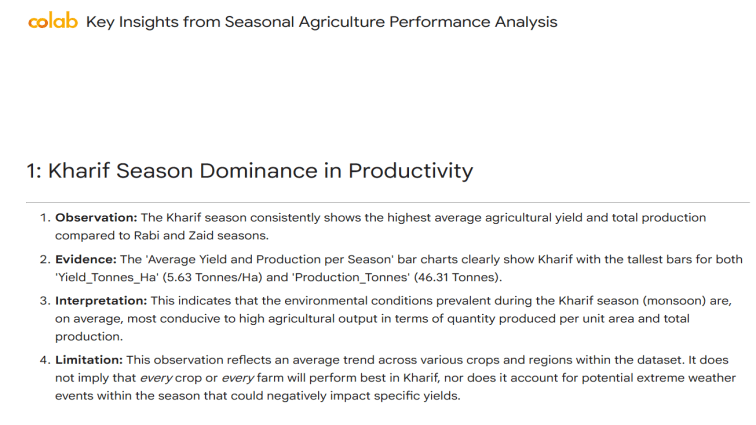 colab Key Insights from Seasonal Agriculture Performance Analysis
1: Kharif Season Dominance in Productivity
1. Observation: The Kharif season consistently shows the highest average agricultural yield and total production
compared to Rabi and Zaid seasons.
2. Evidence: The 'Average Yield and Production per Season' bar charts clearly show Kharif with the tallest bars for both
'Yield_Tonnes_Ha' (5.63 Tonnes/Ha) and 'Production_Tonnes' (46.31 Tonnes).
3. Interpretation: This indicates that the environmental conditions prevalent during the Kharif season (monsoon) are,
on average, most conducive to high agricultural output in terms of quantity produced per unit area and total
production.
4. Limitation: This observation reflects an average trend across various crops and regions within the dataset. It does
not imply that every crop or every farm will perform best in Kharif, nor does it account for potential extreme weather
events within the season that could negatively impact specific yields.